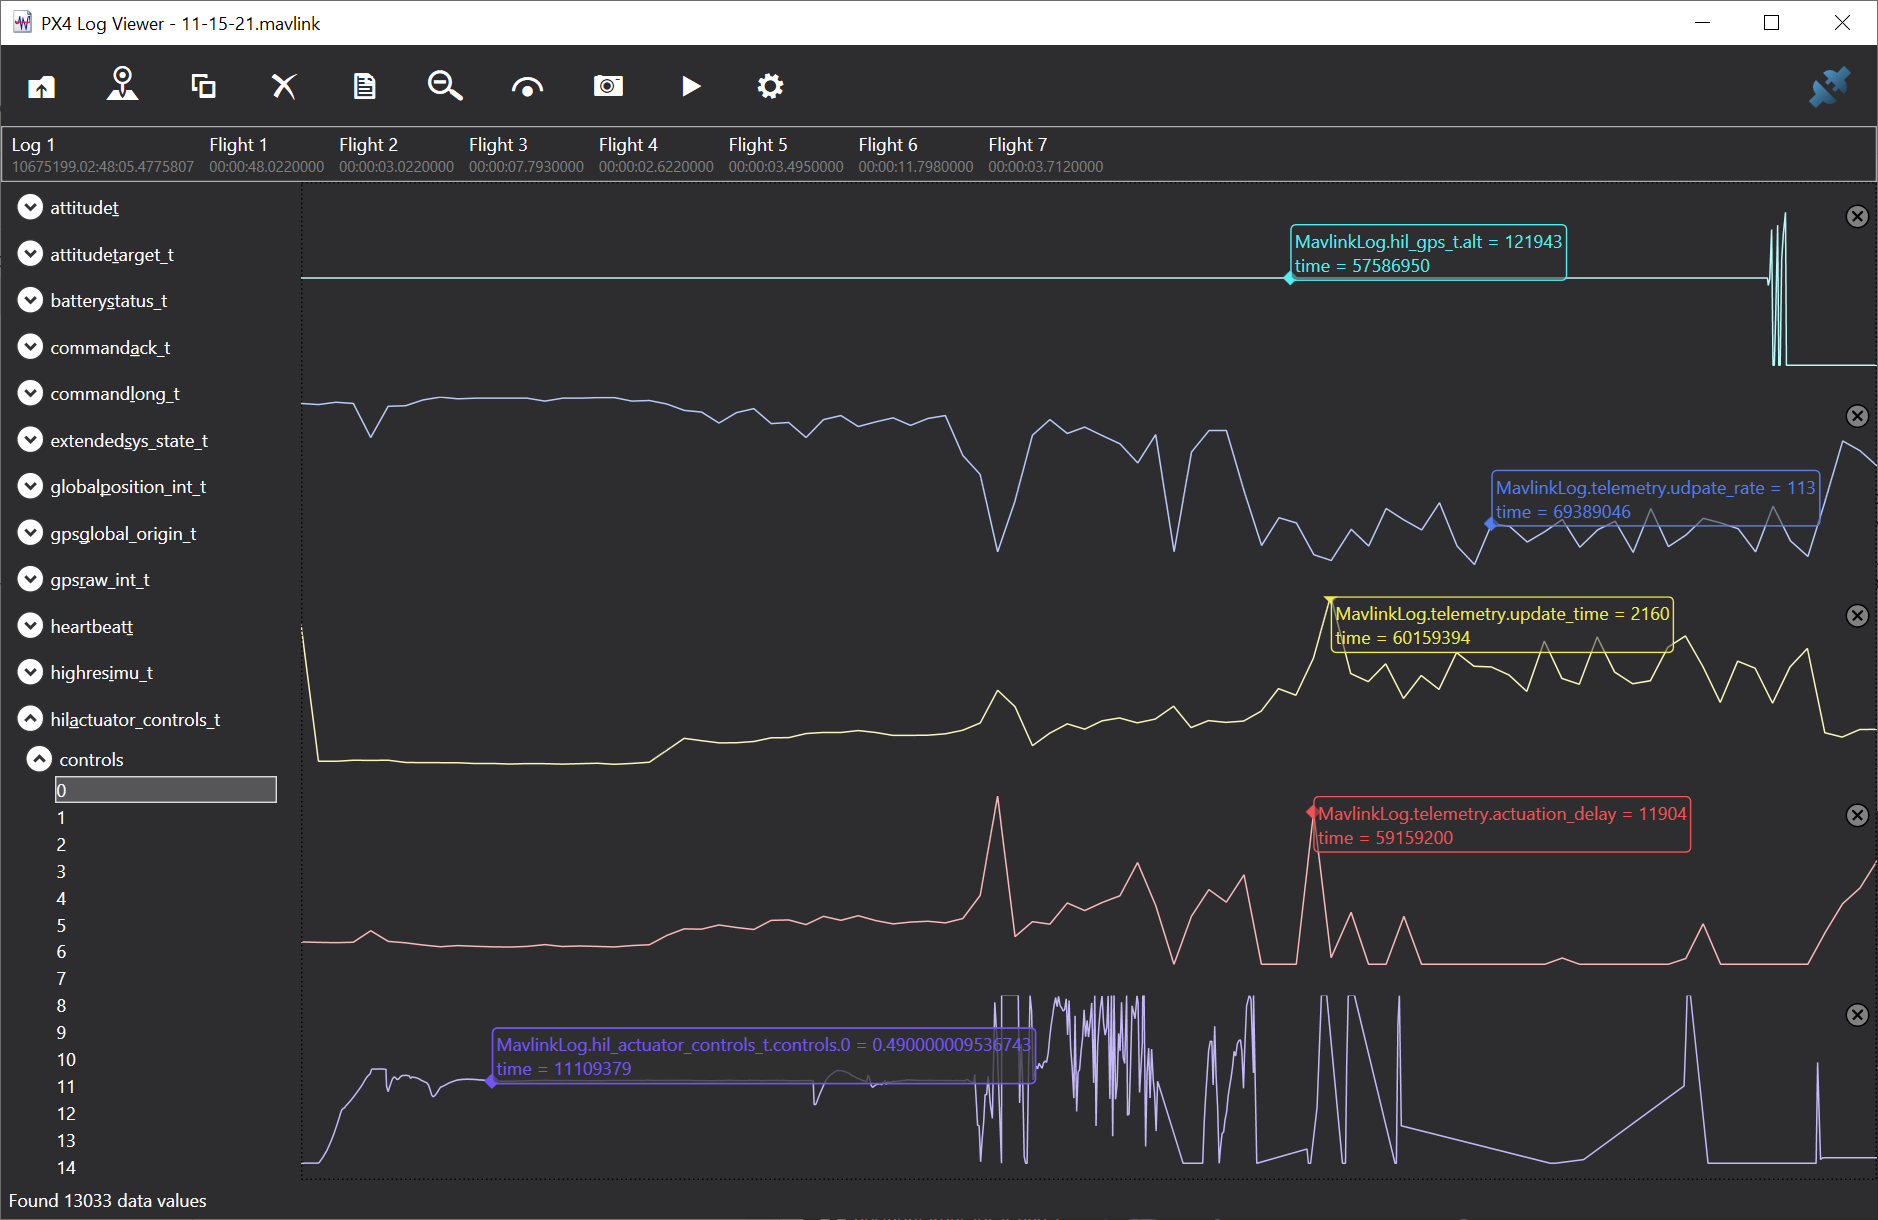 PX4 Log Viewer - 11-15-21.mavlink
Log 1 Flight 1 Flight 2 Flight 3 Flight 4 Flight 5 Flight 6 Flight 7
10675199.02:48:05.4775807 00:00:48.0220000 00:00:03.0220000 00:00:07.7930000 00:00:02.6220000 00:00:03.4950000 00:00:11.7980000 00:00:03.7120000
attitudet
attitudetarget_t
batterystatus_t
commandack_t
commandlong_t
extendedsys_state_t
globalposition_int_t
gpsglobal_origin_t
gpsraw_int_t
heartbeatt
highresimu_t
hilactuator_controls_t
controls
0
1
2
3
4
5
6
7
8
9
10
11
12
13
14
MavlinkLog.hil_gps_t.alt = 121943
time = 57586950
MavlinkLog.telemetry.udpate_rate = 113
time = 69389046
MavlinkLog.telemetry.update_time = 2160
time = 60159394
MavlinkLog.telemetry.actuation_delay = 11904
time = 59159200
MavlinkLog.hil_actuator_controls_t.controls.0 = 0.490000009536743
time = 11109379
Found 13033 data values